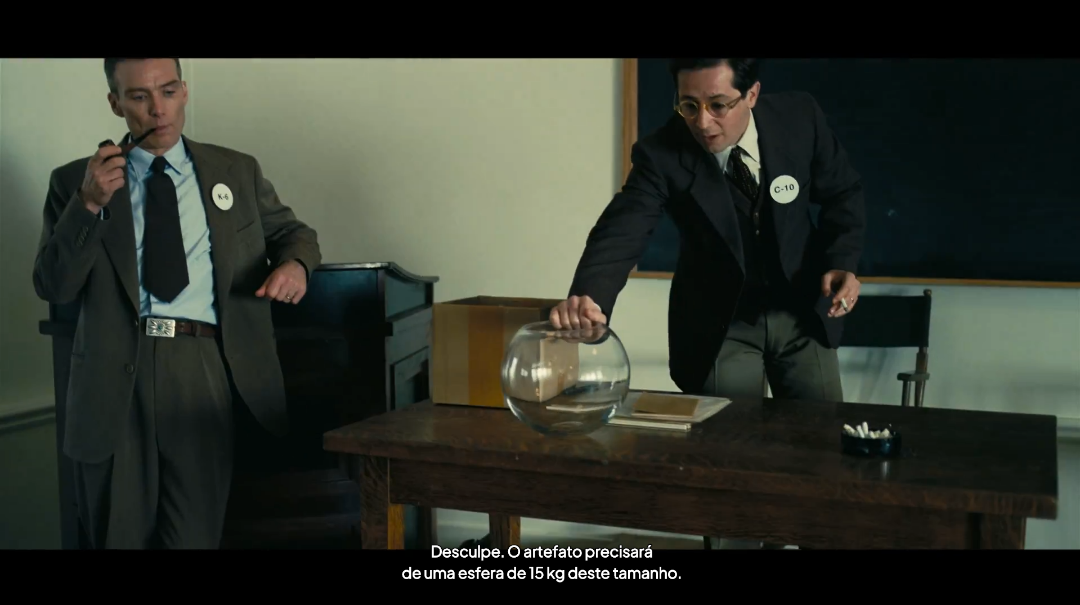 K-6
C-10
Desculpe. O artefato precisará
de uma esfera de 15 kg deste tamanho.